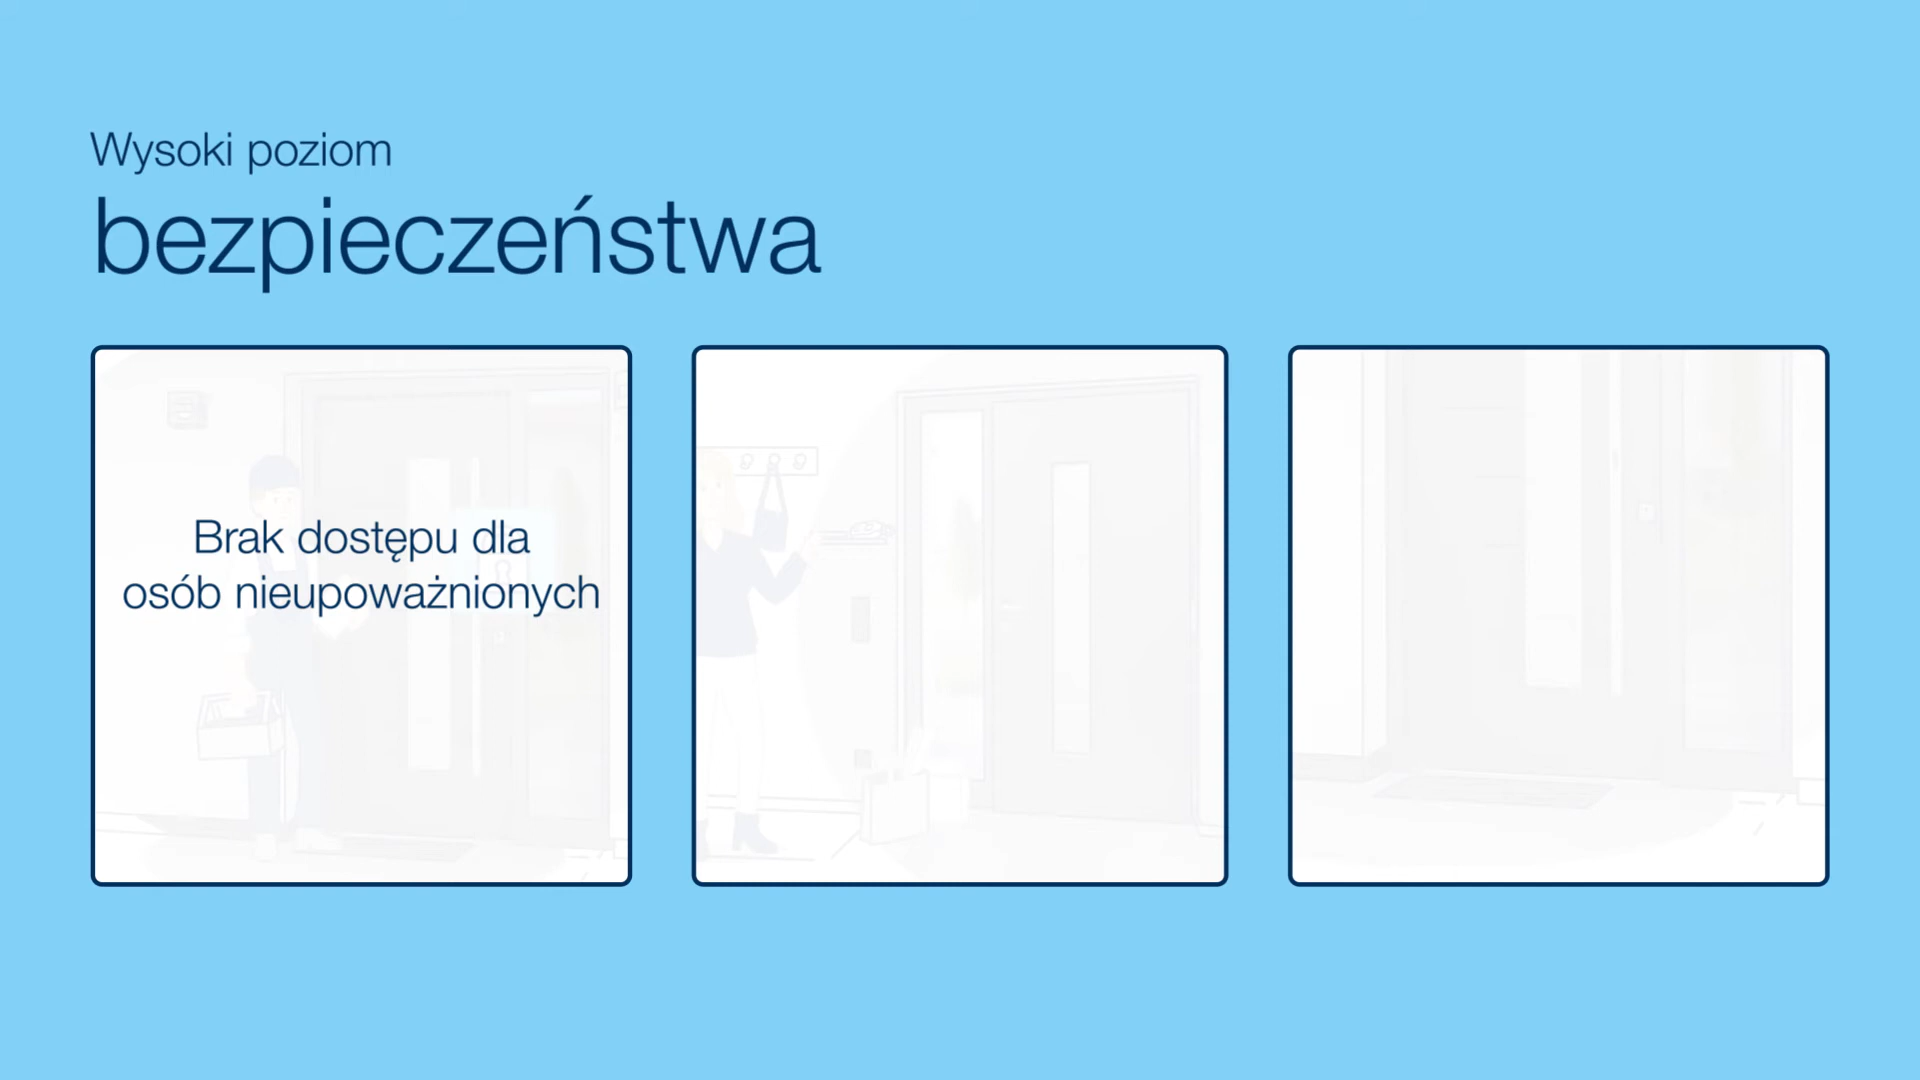 Wysoki poziom
bezpieczeństwa
Brak dostępu dla
osób nieupoważnionych